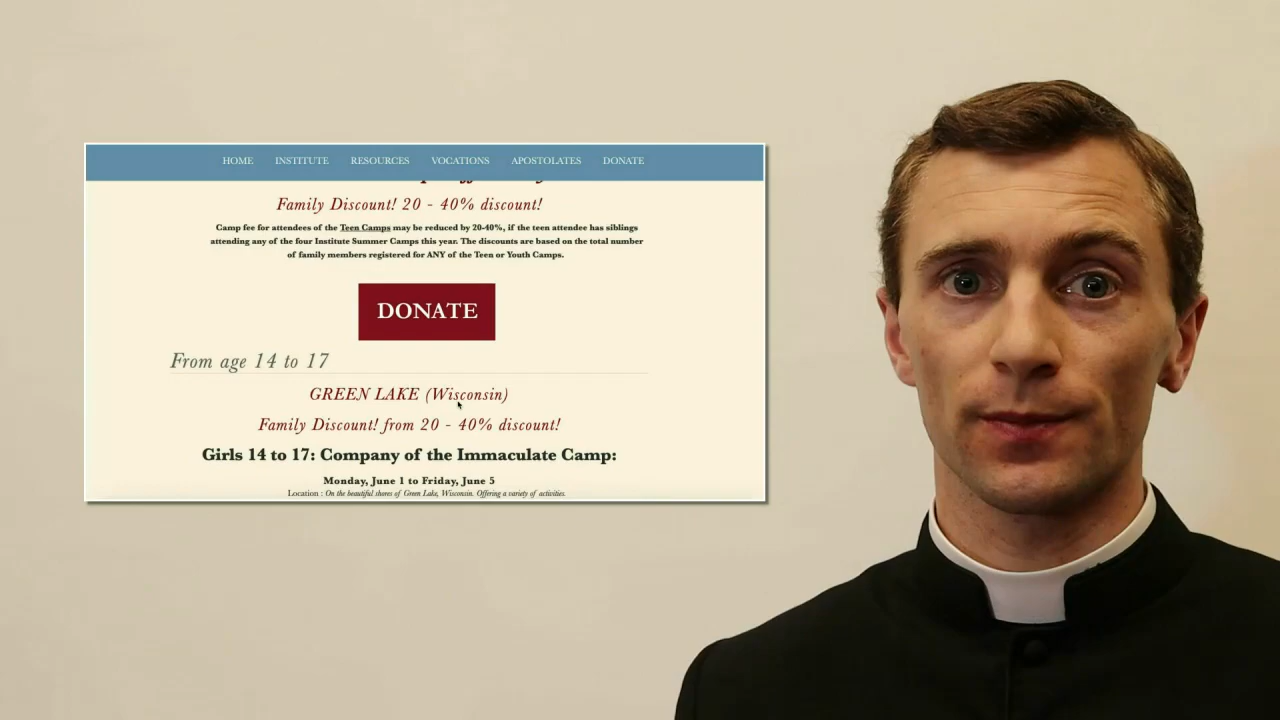 HOME INSTITUTE RESOURCES VOCATIONS APOSTOLATES DONATE
Family Discount! 20 - 40% discount!
Camp fee for attendees of the Teen Camps may be reduced by 20-40%, if the teen attendee has siblings
attending any of the four Institute Summer Camps this year. The discounts are based on the total number
of family members registered for ANY of the Teen or Youth Camps.
DONATE
From age 14 to 17
GREEN LAKE (Wisconsin)
Family Discount! from 20 - 40% discount!
Girls 14 to 17: Company of the Immaculate Camp:
Monday, June 1 to Friday, June 5
Location : On the beautiful shores of Green Lake, Wisconsin. Offering a variety of activities.